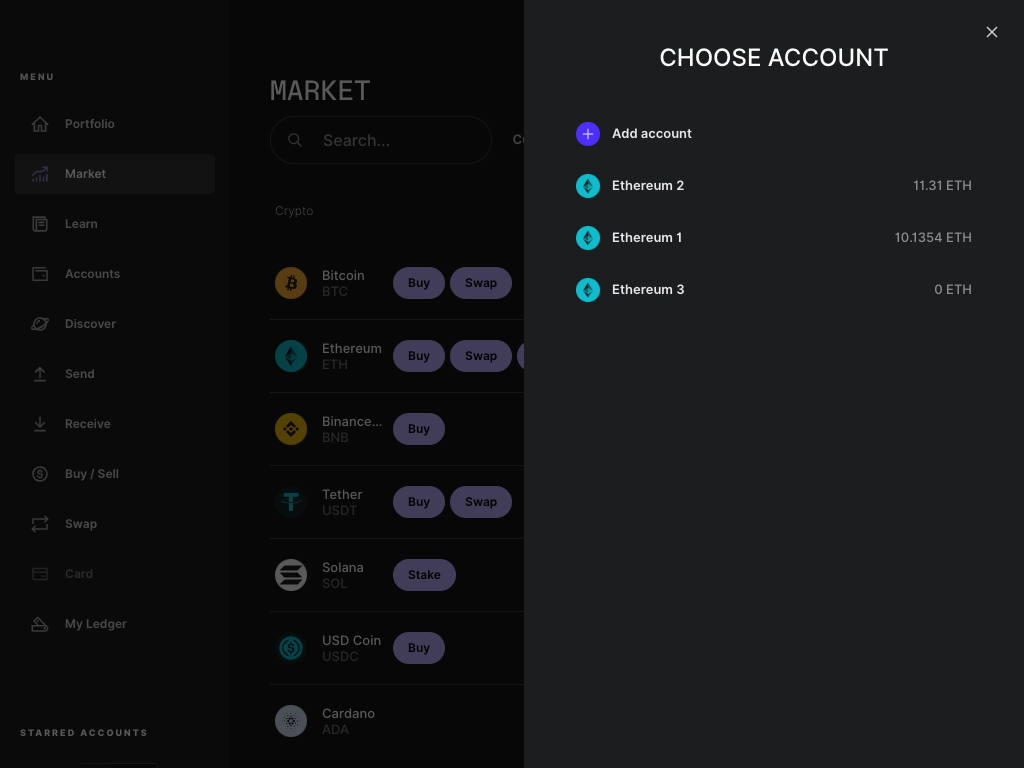 MENU
Portfolio
Market
Learn
Accounts
Discover
Send
Receive
Buy / Sell
Swap
Card
My Ledger
STARRED ACCOUNTS
MARKET
Search...
Crypto
Bitcoin
BTC
Buy
Swap
Ethereum
ETH
Buy
Swap
Binance...
BNB
Buy
Tether
USDT
Buy
Swap
Solana
SOL
Stake
USD Coin
USDC
Buy
Cardano
ADA
CHOOSE ACCOUNT
Add account
Ethereum 2 11.31 ETH
Ethereum 1 10.1354 ETH
Ethereum 3 0 ETH